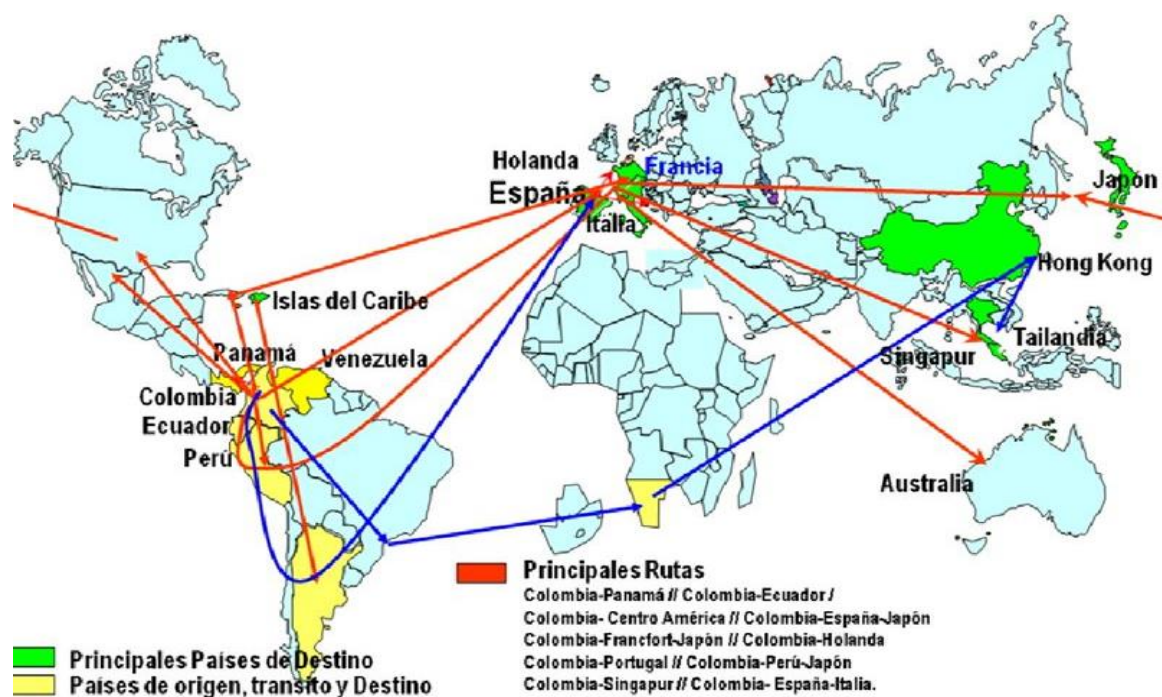 Holanda
Francia
España
Italia
Japón
Hong Kong
Islas del Caribe
Tailandia
Singapur
Panamá
Venezuela
Colombia
Ecuador
Perú
Australia
Principales Rutas
Colombia-Panamá // Colombia-Ecuador /
Colombia- Centro América // Colombia-España-Japón
Colombia-Francfort-Japón // Colombia-Holanda
Colombia-Portugal // Colombia-Perú-Japón
Colombia-Singapur // Colombia- España-Italia.
Principales Países de Destino
Países de origen, transito y Destino